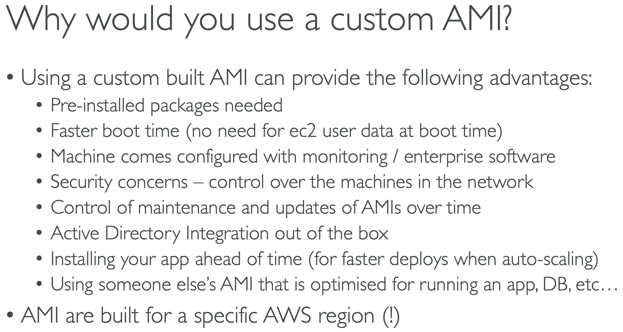 Why would you use a custom AMI?
• Using a custom built AMI can provide the following advantages:
• Pre-installed packages needed
• Faster boot time (no need for ec2 user data at boot time)
• Machine comes configured with monitoring / enterprise software
• Security concerns – control over the machines in the network
• Control of maintenance and updates of AMIs over time
• Active Directory Integration out of the box
• Installing your app ahead of time (for faster deploys when auto-scaling)
• Using someone else's AMI that is optimised for running an app, DB, etc…
• AMI are built for a specific AWS region (!)